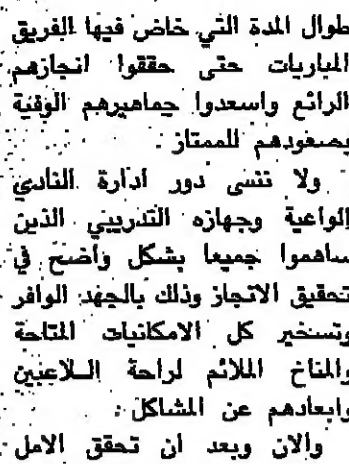 طوال المدة التي خاض فيها الفريق
المباريات حتى حققوا انجازهم
الرائع واسعدوا جماهيرهم الوفية
بصعودهم للممتاز .
ولا ننسى دور ادارة النادي
الواعية وجهازه التدريبي الذين
ساهموا جميعا بشكل واضح في
تحقيق الانجاز وذلك بالجهد الوافر
وتسخير كل الامكانيات المتاحة
والمناخ الملائم لراحة اللاعبين
وابعادهم عن المشاكل .
والان وبعد ان تحقق الامل